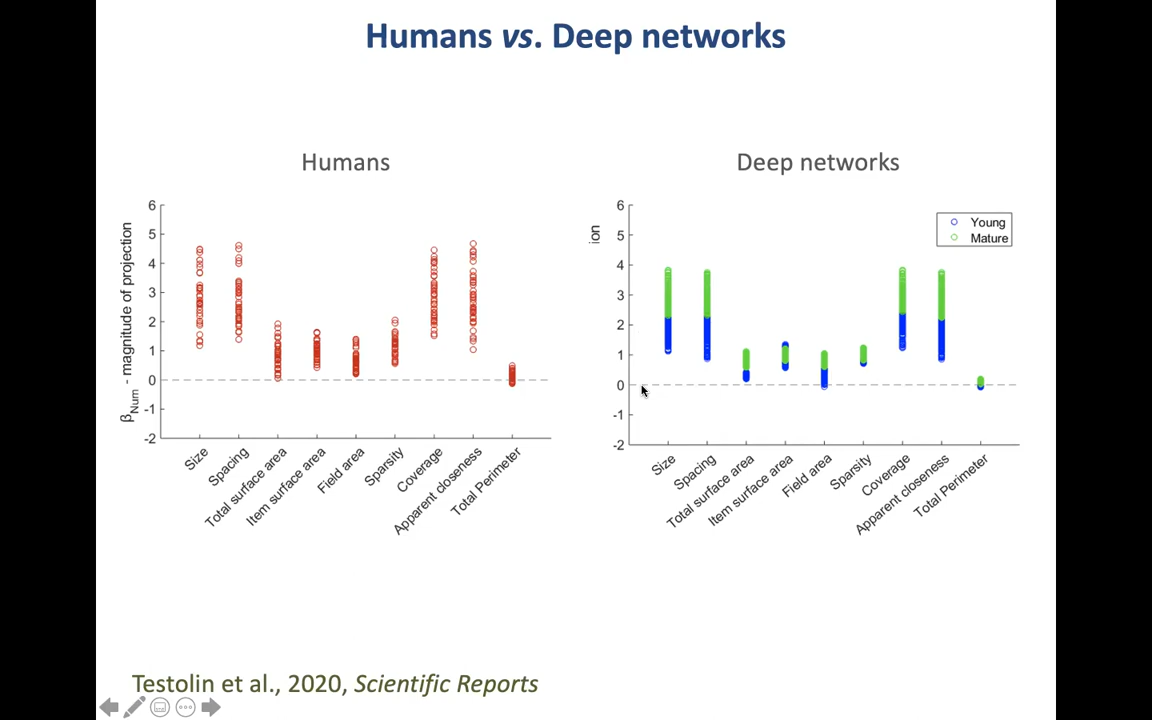 Humans vs. Deep networks
Humans
Deep networks
6
5
4
3
2
1
0
-1
-2
βNum - magnitude of projection
Size
Spacing
Total surface area
Item surface area
Field area
Sparsity
Coverage
Apparent closeness
Total Perimeter
6
5
4
3
2
1
0
-1
-2
ion
Young
Mature
Size
Spacing
Total surface area
Item surface area
Field area
Sparsity
Coverage
Apparent closeness
Total Perimeter
Testolin et al., 2020, Scientific Reports